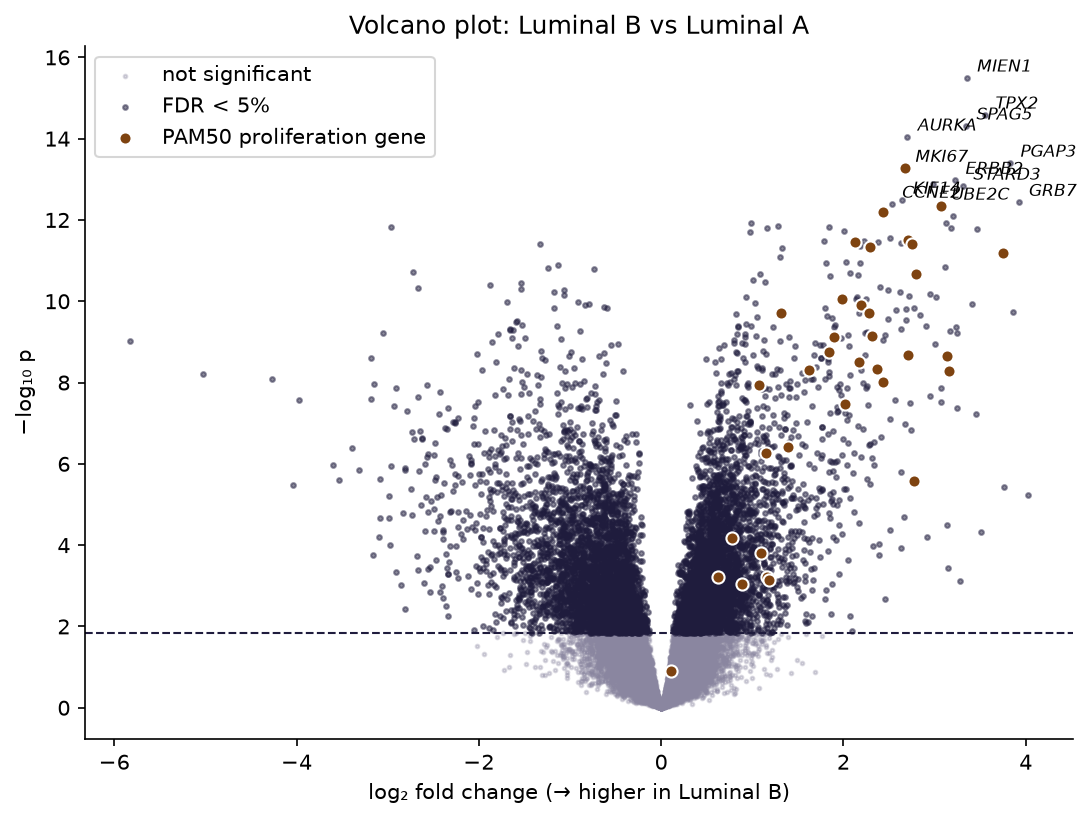 Volcano plot: Luminal B vs Luminal A
not significant
FDR < 5%
PAM50 proliferation gene
MIEN1
TPX2
SPAG5
AURKA
PGAP3
MKI67
ERBB2
STARD3
KIF14
CCNE2
UBE2C
GRB7
−log₁₀ p
16
14
12
10
8
6
4
2
0
−6
−4
−2
0
2
4
log₂ fold change (→ higher in Luminal B)